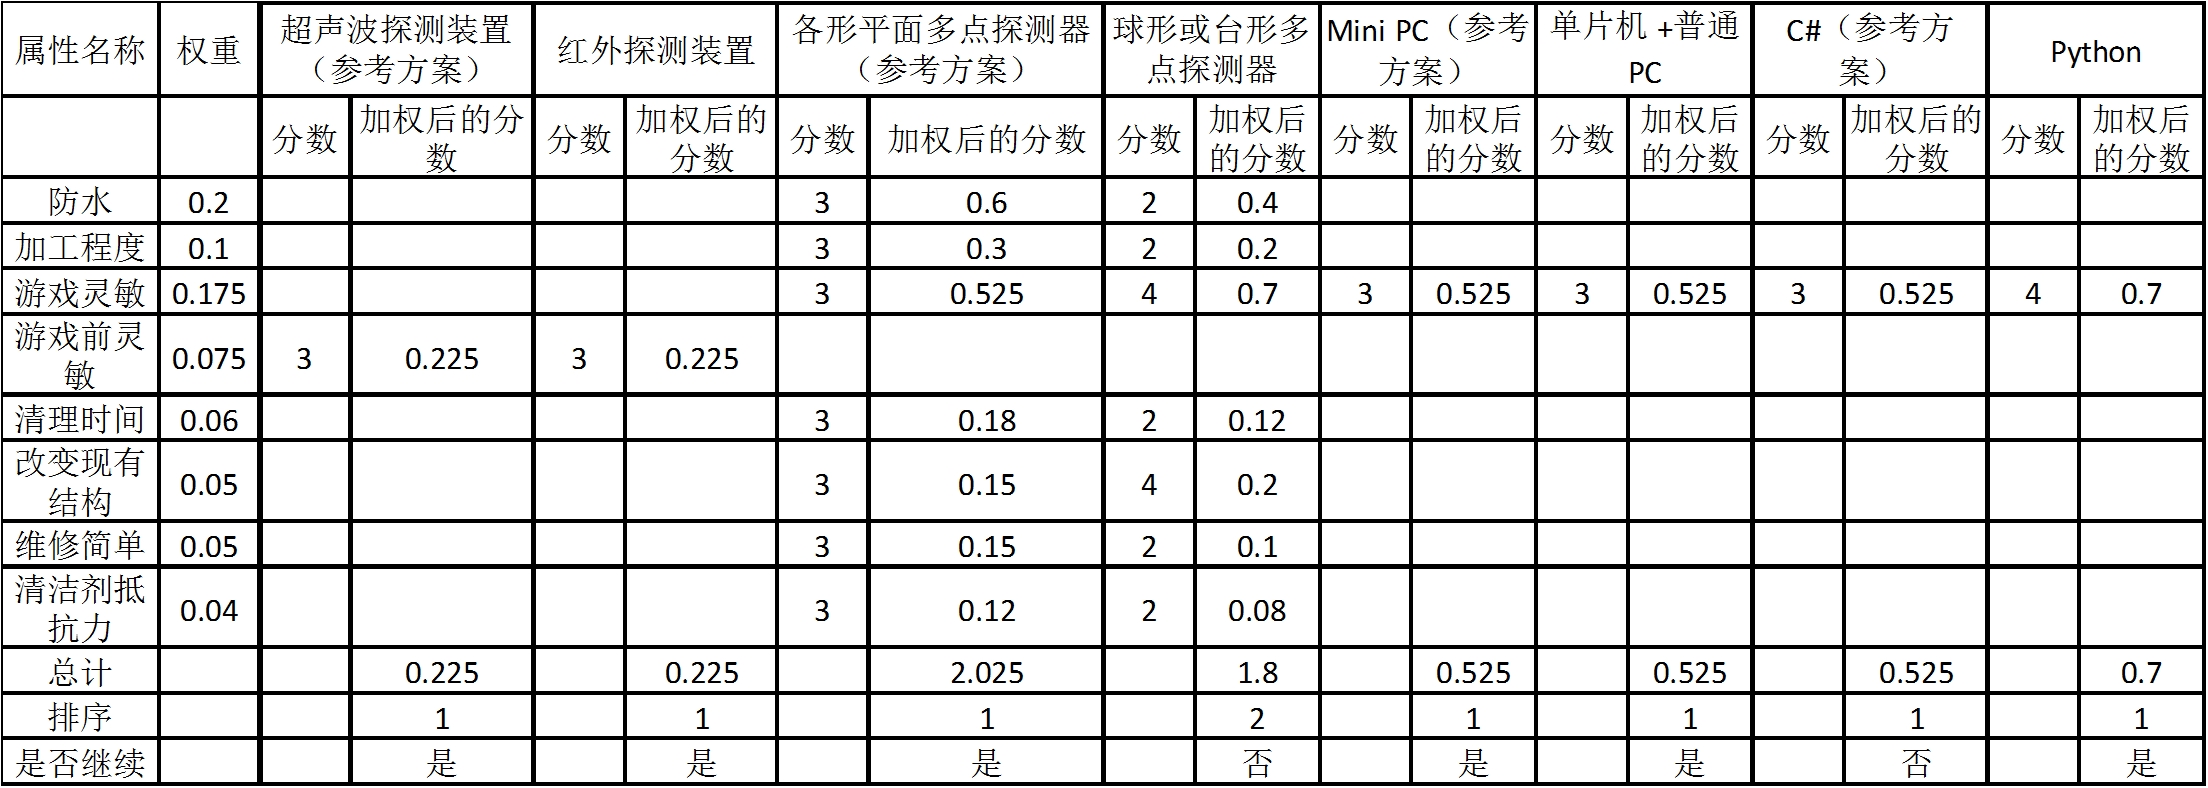 属性名称 权重 超声波探测装置（参考方案） 红外探测装置 各形平面多点探测器（参考方案） 球形或台形多点探测器 Mini PC（参考方案） 单片机+普通PC C#（参考方案） Python
分数 加权后的分数 分数 加权后的分数 分数 加权后的分数 分数 加权后的分数 分数 加权后的分数 分数 加权后的分数 分数 加权后的分数 分数 加权后的分数
防水 0.2 3 0.6 2 0.4
加工程度 0.1 3 0.3 2 0.2
游戏灵敏 0.175 3 0.525 4 0.7 3 0.525 3 0.525 3 0.525 4 0.7
游戏前灵敏 0.075 3 0.225 3 0.225
清理时间 0.06 3 0.18 2 0.12
改变现有结构 0.05 3 0.15 4 0.2
维修简单 0.05 3 0.15 2 0.1
清洁剂抵抗力 0.04 3 0.12 2 0.08
总计 0.225 0.225 2.025 1.8 0.525 0.525 0.525 0.7
排序 1 1 1 2 1 1 1 1
是否继续 是 是 是 否 是 是 否 是